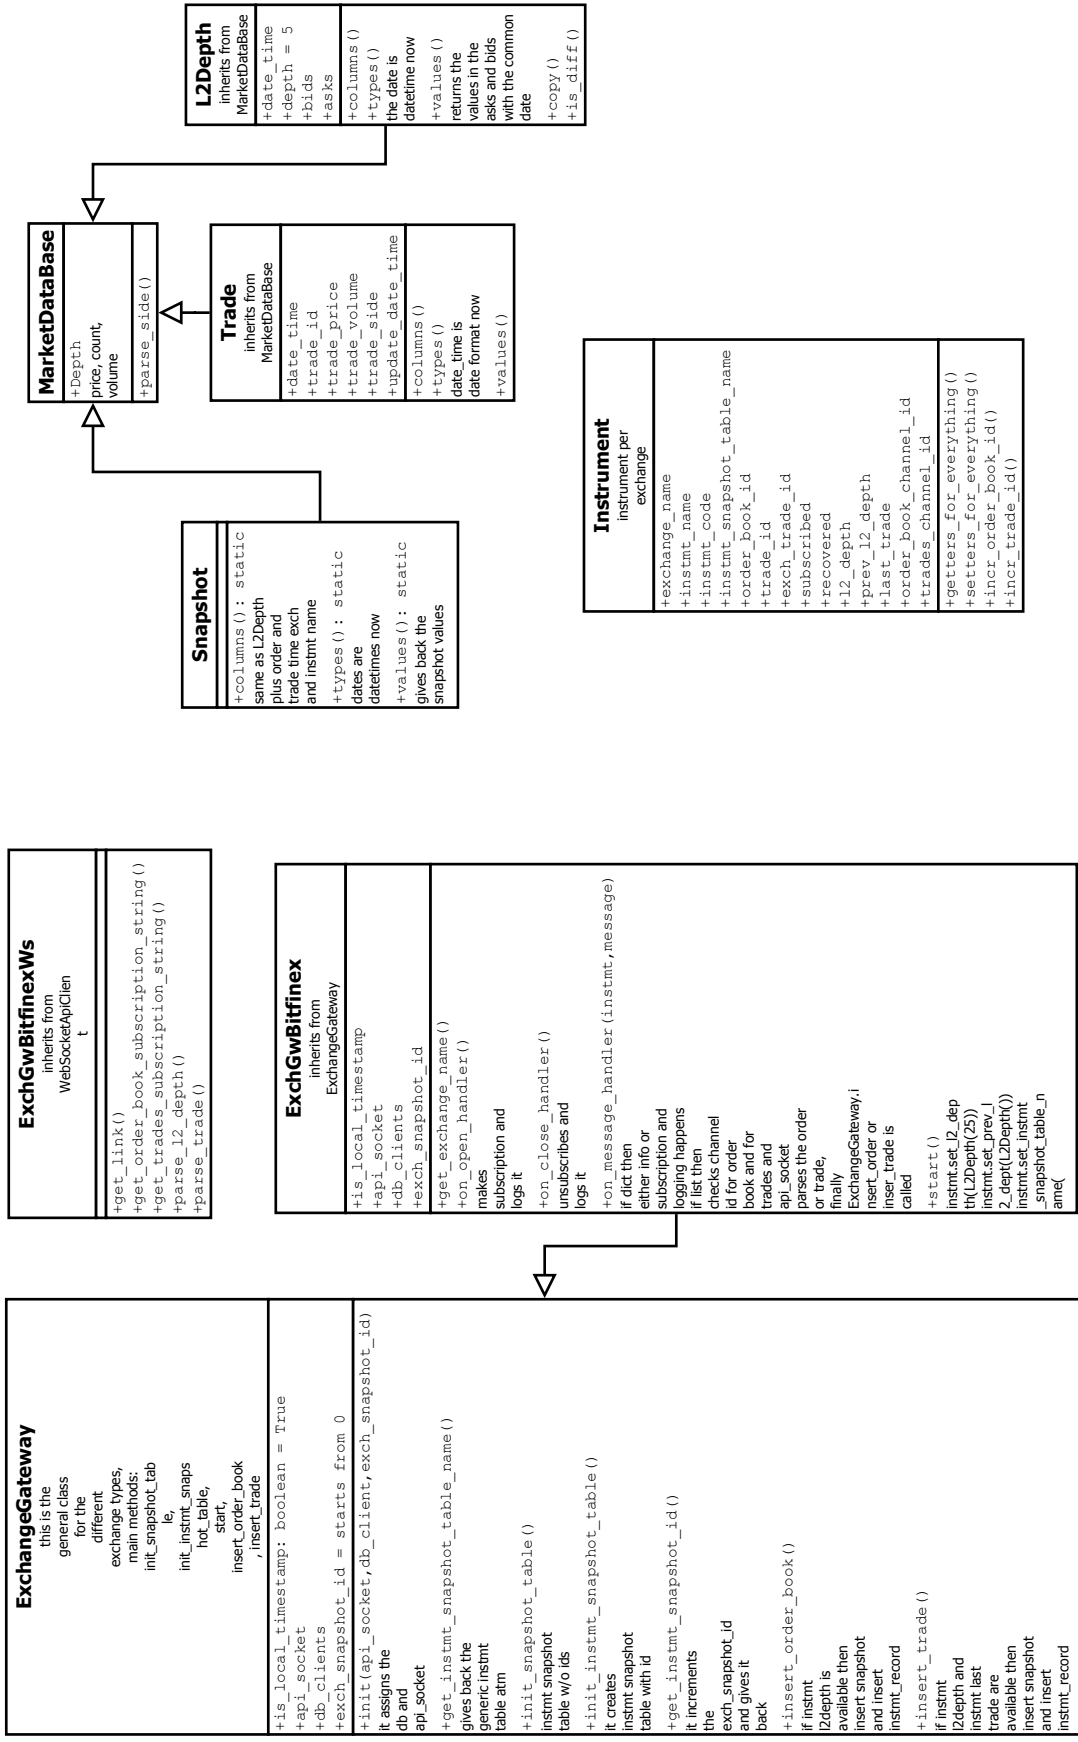 ExchangeGateway
this is the
general class
for the
different
exchange types,
main methods:
init_snapshot_tab
le,
init_instmt_snaps
hot_table,
start,
insert_order_book
, insert_trade
+is_local_timestamp: boolean = True
+api_socket
+db_clients
+exch_snapshot_id = starts from 0
+init(api_socket,db_client,exch_snapshot_id)
it assigns the
db and
api_socket
+get_instmt_snapshot_table_name()
gives back the
generic instmt
table atm
+init_snapshot_table()
instmt snapshot
table w/o ids
+init_instmt_snapshot_table()
it creates
instmt snapshot
table with id
+get_instmt_snapshot_id()
it increments
the
exch_snapshot_id
and gives it
back
+insert_order_book()
if instmt
l2depth is
available then
insert snapshot
and insert
instmt_record
+insert_trade()
if instmt
l2depth and
instmt last
trade are
available then
insert snapshot
and insert
instmt_record
ExchGwBitfinexWs
inherits from
WebSocketApiClien
t
+get_link()
+get_order_book_subscription_string()
+get_trades_subscription_string()
+parse_l2_depth()
+parse_trade()
ExchGwBitfinex
inherits from
ExchangeGateway
+is_local_timestamp
+api_socket
+db_clients
+exch_snapshot_id
+get_exchange_name()
+on_open_handler()
makes
subscription and
logs it
+on_close_handler()
unsubscribes and
logs it
+on_message_handler(instmt,message)
if dict then
either info or
subscription and
logging happens
if list then
checks channel
id for order
book and for
trades and
api_socket
parses the order
or trade,
finally
ExchangeGateway.i
nsert_order or
inser_trade is
called
+start()
instmt.set_l2_dep
th(L2Depth(25))
instmt.set_prev_l
2_dept(L2Depth())
instmt.set_instmt
_snapshot_table_n
ame(
Snapshot
+columns(): static
same as L2Depth
plus order and
trade time exch
and instmt name
+types(): static
dates are
datetimes now
+values(): static
gives back the
snapshot values
MarketDataBase
+Depth
price, count,
volume
+parse_side()
Trade
inherits from
MarketDataBase
+date_time
+trade_id
+trade_price
+trade_volume
+trade_side
+update_date_time
+columns()
+types()
date_time is
date format now
+values()
L2Depth
inherits from
MarketDataBase
+date_time
+depth = 5
+bids
+asks
+columns()
+types()
the date is
datetime now
+values()
returns the
values in the
asks and bids
with the common
date
+copy()
+is_diff()
Instrument
instrument per
exchange
+exchange_name
+instmt_name
+instmt_code
+instmt_snapshot_table_name
+order_book_id
+trade_id
+exch_trade_id
+subscribed
+recovered
+l2_depth
+prev_l2_depth
+last_trade
+order_book_channel_id
+trades_channel_id
+getters_for_everything()
+setters_for_everything()
+incr_order_book_id()
+incr_trade_id()